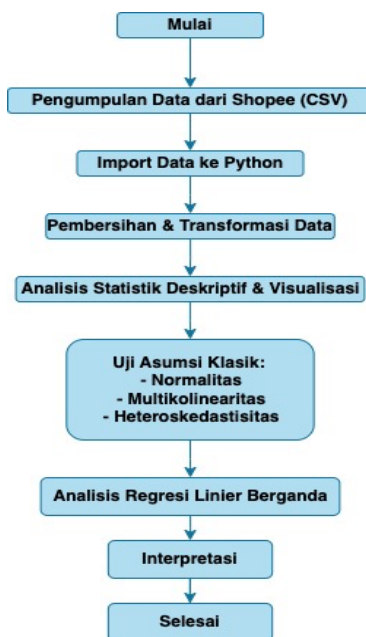 Mulai
Pengumpulan Data dari Shopee (CSV)
Import Data ke Python
Pembersihan & Transformasi Data
Analisis Statistik Deskriptif & Visualisasi
Uji Asumsi Klasik:
- Normalitas
- Multikolinearitas
- Heteroskedastisitas
Analisis Regresi Linier Berganda
Interpretasi
Selesai